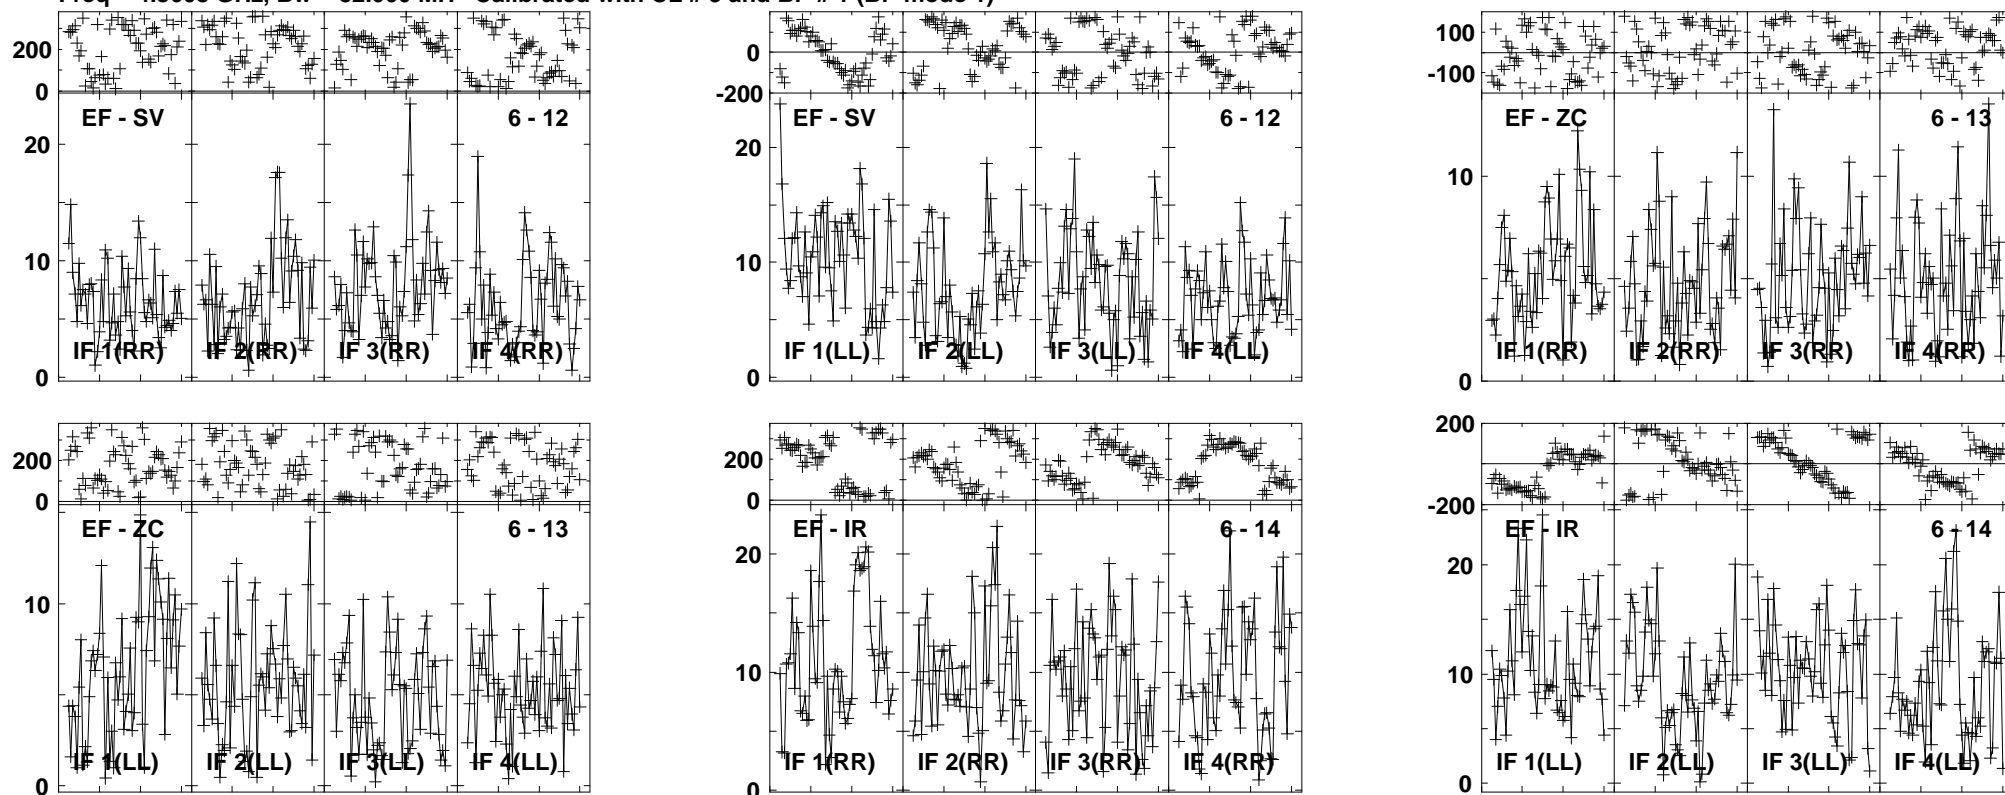 200
0
EF - SV
6 - 12
20
10
0
IF 1(RR)
IF 2(RR)
IF 3(RR)
IF 4(RR)
0
-200
EF - SV
6 - 12
20
10
0
IF 1(LL)
IF 2(LL)
IF 3(LL)
IF 4(LL)
100
-100
EF - ZC
6 - 13
10
0
IF 1(RR)
IF 2(RR)
IF 3(RR)
IF 4(RR)
200
0
EF - ZC
6 - 13
10
0
IF 1(LL)
IF 2(LL)
IF 3(LL)
IF 4(LL)
200
0
EF - IR
6 - 14
20
10
0
IF 1(RR)
IF 2(RR)
IF 3(RR)
IF 4(RR)
200
-200
EF - IR
6 - 14
20
10
0
IF 1(LL)
IF 2(LL)
IF 3(LL)
IF 4(LL)